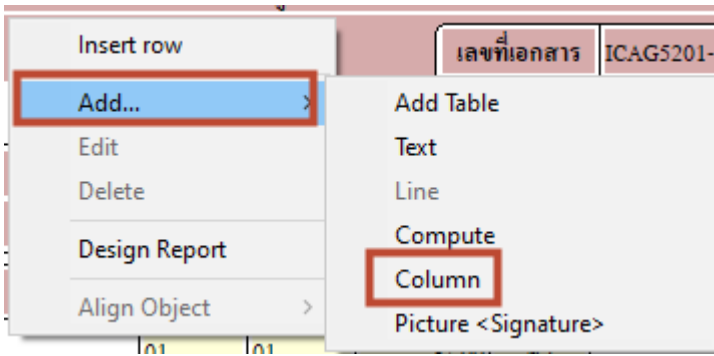 Insert row
เลขที่เอกสาร ICAG5201-
Add... >
Add Table
Edit
Text
Delete
Line
Compute
Design Report
Column
Align Object >
Picture <Signature>
01 01